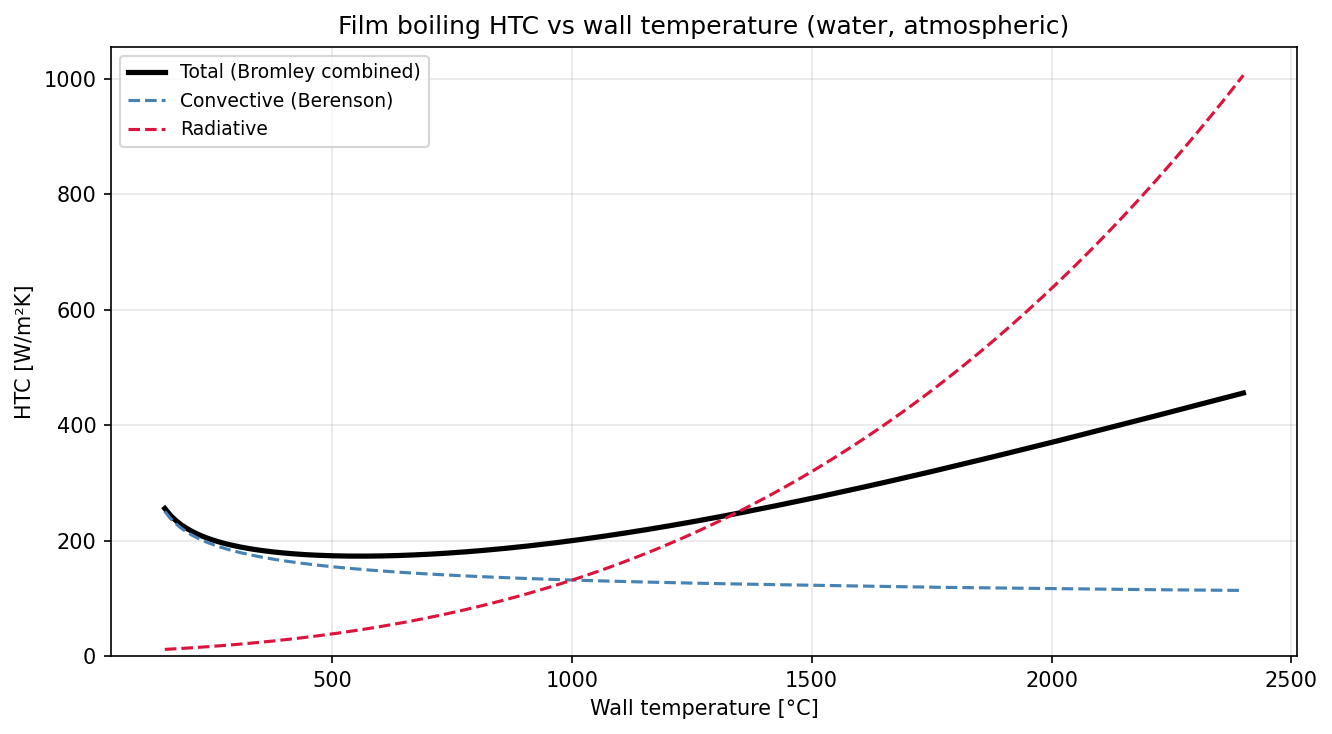 Film boiling HTC vs wall temperature (water, atmospheric)
Total (Bromley combined)
Convective (Berenson)
Radiative
HTC [W/m²K]
1000
800
600
400
200
0
500
1000
1500
2000
2500
Wall temperature [°C]